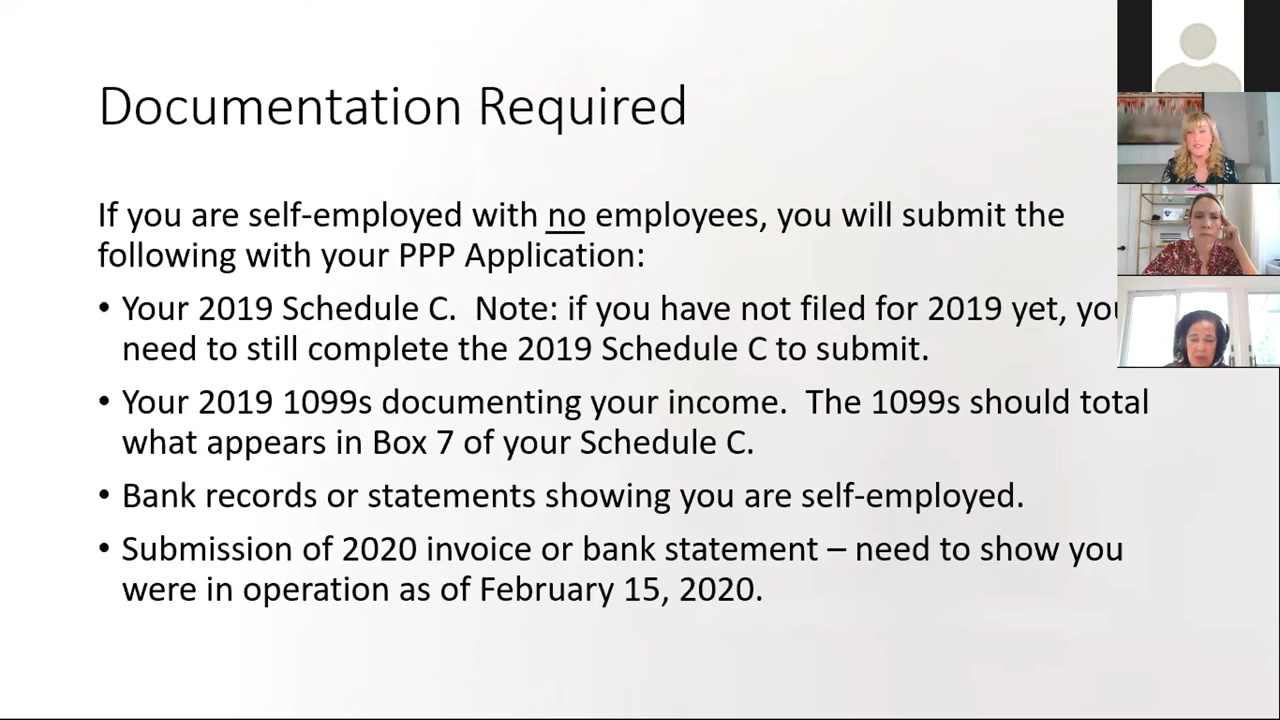 Documentation Required
If you are self-employed with no employees, you will submit the
following with your PPP Application:
• Your 2019 Schedule C.  Note: if you have not filed for 2019 yet, you
need to still complete the 2019 Schedule C to submit.
• Your 2019 1099s documenting your income.  The 1099s should total
what appears in Box 7 of your Schedule C.
• Bank records or statements showing you are self-employed.
• Submission of 2020 invoice or bank statement – need to show you
were in operation as of February 15, 2020.